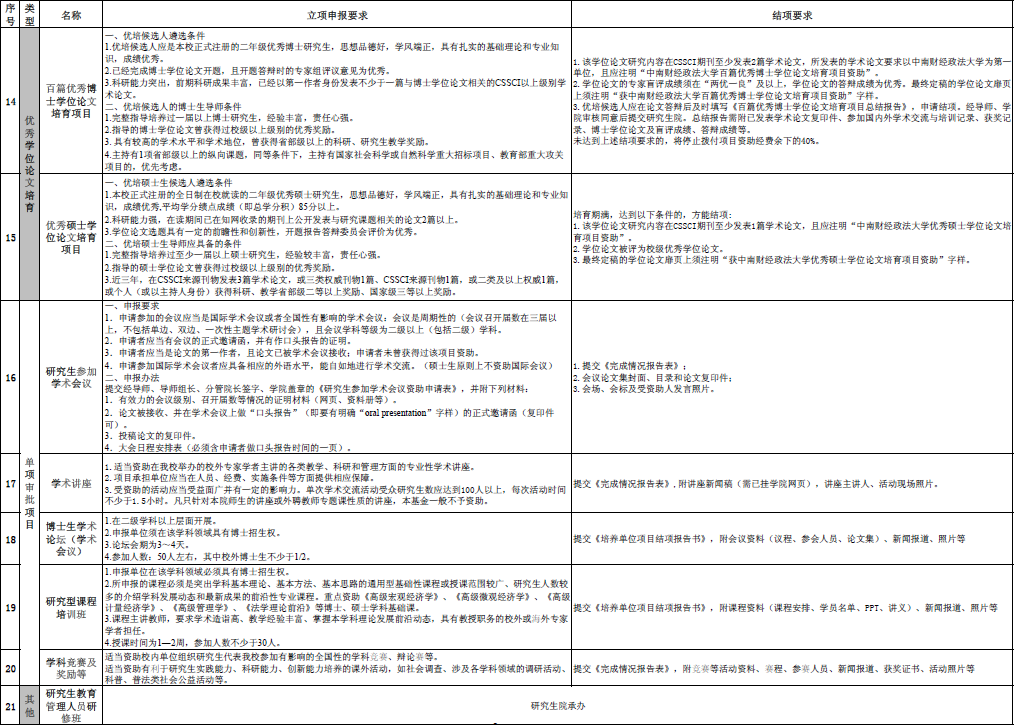 序号 类型 名称 立项申报要求 结项要求
14
优秀学位论文培育
百篇优秀博
士学位论文
培育项目
一、优培候选人遴选条件
1.优培候选人应是本校正式注册的二年级优秀博士研究生，思想品德好，学风端正，具有扎实的基础理论和专业知
识，成绩优秀。
2.已经完成博士学位论文开题，且开题答辩时的专家组评议意见为优秀。
3.科研能力突出，前期科研成果丰富，已经以第一作者身份发表不少于一篇与博士学位论文相关的CSSCI以上级别学
术论文。
二、优培候选人的博士生导师条件
1.完整指导培养过一届以上博士研究生，经验丰富，责任心强。
2.指导的博士学位论文曾获得过校级以上级别的优秀奖励。
3.具有较高的学术水平和学术地位，曾获得省部级以上的科研、研究生教学奖励。
4.主持有1项省部级以上的纵向课题，同等条件下，主持有国家社会科学或自然科学重大招标项目、教育部重大攻关
项目的，优先考虑。
1.该学位论文研究内容在CSSCI期刊至少发表2篇学术论文，所发表的学术论文要求以中南财经政法大学为第一
单位，且应注明“中南财经政法大学百篇优秀博士学位论文培育项目资助”。
2.学位论文的专家盲评成绩须在“两优一良”及以上，学位论文的答辩成绩为优秀。最终定稿的学位论文扉页
上须注明“获中南财经政法大学百篇优秀博士学位论文培育项目资助”字样。
3.优培候选人应在论文答辩后及时填写《百篇优秀博士学位论文培育项目总结报告》，申请结项。经导师、学
院审核同意后提交研究生院。总结报告需附已发表学术论文复印件、参加国内外学术交流与培训记录、获奖记
录、博士学位论文及盲评成绩、答辩成绩等。
未达到上述结项要求的，将停止拨付项目资助经费余下的40%。
15
优秀硕士学
位论文培育
项目
一、优培硕士生候选人遴选条件
1.本校正式注册的全日制在校就读的二年级优秀硕士研究生，思想品德好，学风端正，具有扎实的基础理论和专业知
识，成绩优秀,平均学分绩点成绩（即总学分积）85分以上。
2.科研能力强，在读期间已在知网收录的期刊上公开发表与研究课题相关的论文2篇以上。
3.学位论文选题具有一定的前瞻性和创新性，开题报告答辩委员会评价为优秀。
二、优培硕士生导师应具备的条件
1.完整指导培养过至少一届以上硕士研究生，经验较丰富，责任心强。
2.指导的硕士学位论文曾获得过校级以上级别的优秀奖励。
3.近三年，在CSSCI来源刊物发表3篇学术论文，或三类权威刊物1篇、CSSCI来源刊物1篇，或二类及以上权威1篇，
或个人（或以主持人身份）获得科研、教学省部级二等以上奖励、国家级三等以上奖励。
培育期满，达到以下条件的，方能结项:
1.该学位论文研究内容在CSSCI期刊至少发表1篇学术论文，且应注明“中南财经政法大学优秀硕士学位论文培
育项目资助”。
2.学位论文被评为校级优秀学位论文。
3.最终定稿的学位论文扉页上须注明“获中南财经政法大学优秀硕士学位论文培育项目资助”字样。
16
单项审批项目
研究生参加
学术会议
一、申报要求
1．申请参加的会议应当是国际学术会议或者全国性有影响的学术会议；会议是周期性的（会议召开届数在三届以
上，不包括单边、双边、一次性主题学术研讨会），且会议学科等级为二级以上（包括二级）学科。
2．申请者应当有会议的正式邀请函，并有作口头报告的证明。
3．申请者应当是论文的第一作者，且论文已被学术会议接收；申请者未曾获得过该项目资助。
4．申请参加国际学术会议者应具备相应的外语水平，能自如地进行学术交流。（硕士生原则上不资助国际会议）
二、申报办法
提交经导师、导师组长、分管院长签字、学院盖章的《研究生参加学术会议资助申请表》，并附下列材料：
1．有效力的会议级别、召开届数等情况的证明材料（网页、资料册等）。
2．论文被接收、并在学术会议上做“口头报告”（即要有明确“oral presentation”字样）的正式邀请函（复印件
可）。
3．投稿论文的复印件。
4．大会日程安排表（必须含申请者做口头报告时间的一页）。
1.提交《完成情况报告表》；
2.会议论文集封面、目录和论文复印件；
3.会场、会标及受资助人发言照片。
17
学术讲座
1.适当资助在我校举办的校外专家学者主讲的各类教学、科研和管理方面的专业性学术讲座。
2.项目承担单位应当在人员、经费、实施条件等方面提供相应保障。
3.受资助的活动应当受益面广并有一定的影响力。单次学术交流活动受众研究生数应达到100人以上，每次活动时间
不少于1.5小时。凡只针对本院师生的讲座或外聘教师专题课性质的讲座，本基金一般不予资助。
提交《完成情况报告表》，附讲座新闻稿（需已挂学院网页），讲座主讲人、活动现场照片。
18
博士生学术
论坛（学术
会议）
1.在二级学科以上层面开展。
2.申报单位须在该学科领域具有博士招生权。
3.论坛会期为3～4天。
4.参加人数：50人左右，其中校外博士生不少于1/2。
提交《培养单位项目结项报告书》，附会议资料（议程、参会人员、论文集）、新闻报道、照片等
19
研究型课程
培训班
1.申报单位在该学科领域必须具有博士招生权。
2.所申报的课程必须是突出学科基本理论、基本方法、基本思路的通用型基础性课程或授课范围较广、研究生人数较
多的介绍学科发展动态和最新成果的前沿性专业课程。重点资助《高级宏观经济学》、《高级微观经济学》、《高级
计量经济学》、《高级管理学》、《法学理论前沿》等博士、硕士学科基础课。
3.课程主讲教师，要求学术造诣高、教学经验丰富、掌握本学科理论发展前沿动态，具有教授职务的校外或海外专家
学者担任。
4.授课时间为1—2周，参加人数不少于30人。
提交《培养单位项目结项报告书》，附课程资料（课程安排、学员名单、PPT、讲义）、新闻报道、照片等
20
学科竞赛及
奖励等
适当资助校内单位组织研究生代表我校参加有影响的全国性的学科竞赛、辩论赛等。
适当资助有利于研究生实践能力、科研能力、创新能力培养的课外活动，如社会调查、涉及各学科领域的调研活动、
科普、普法类社会公益活动等。
提交《完成情况报告表》，附竞赛等活动资料、赛程、参赛人员、新闻报道、获奖证书、活动照片等
21
其他
研究生教育
管理人员研
修班
研究生院承办